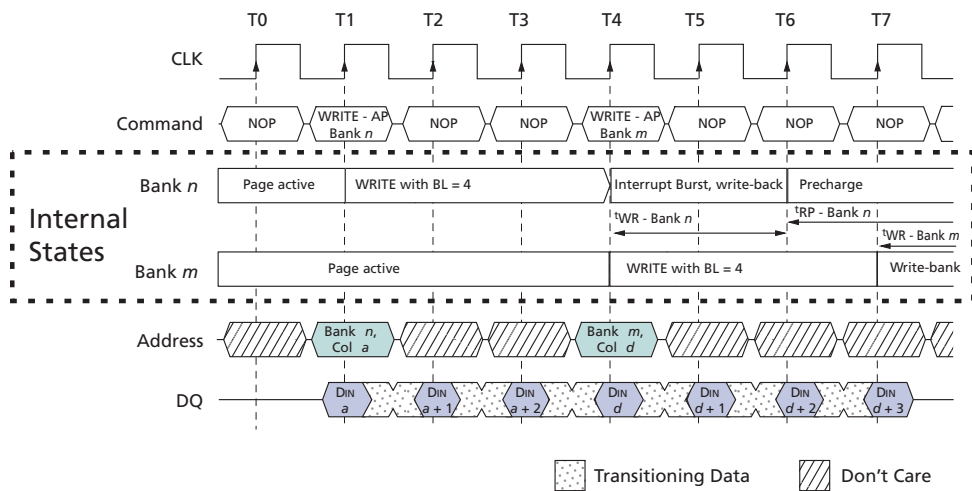 T0 T1 T2 T3 T4 T5 T6 T7
CLK
WRITE - AP WRITE - AP
Command NOP NOP NOP NOP NOP NOP
Bank n Bank m
Bank n Page active WRITE with BL = 4 Interrupt Burst, write-back Precharge
tWR - Bank n tRP - Bank n
Internal
tWR - Bank m
States
Bank m Page active WRITE with BL = 4 Write-bank
Bank n, Bank m,
Address
Col a Col d
DQ
DIN DIN DIN DIN DIN DIN DIN
a a + 1 a + 2 d d + 1 d + 2 d + 3
Transitioning Data Don't Care